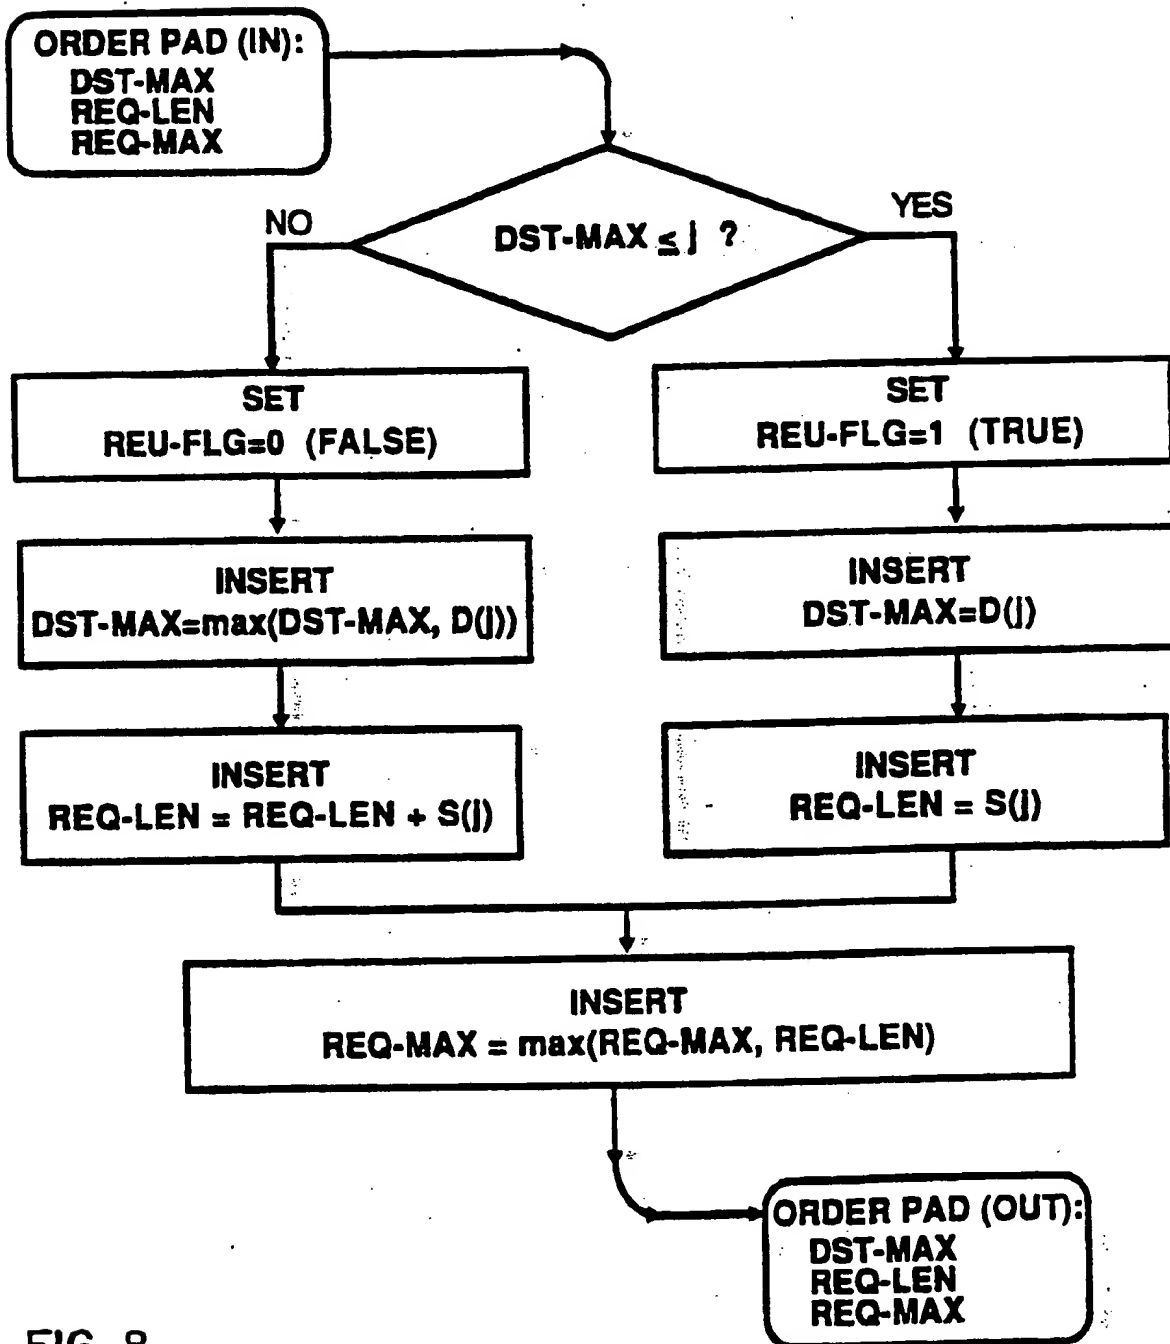 ORDER PAD (IN):
DST-MAX
REQ-LEN
REQ-MAX
NO
DST-MAX ≤ j ?
YES
SET
REU-FLG=0 (FALSE)
SET
REU-FLG=1 (TRUE)
INSERT
DST-MAX=max(DST-MAX, D(j))
INSERT
DST-MAX=D(j)
INSERT
REQ-LEN = REQ-LEN + S(j)
INSERT
REQ-LEN = S(j)
INSERT
REQ-MAX = max(REQ-MAX, REQ-LEN)
ORDER PAD (OUT):
DST-MAX
REQ-LEN
REQ-MAX
FIG.